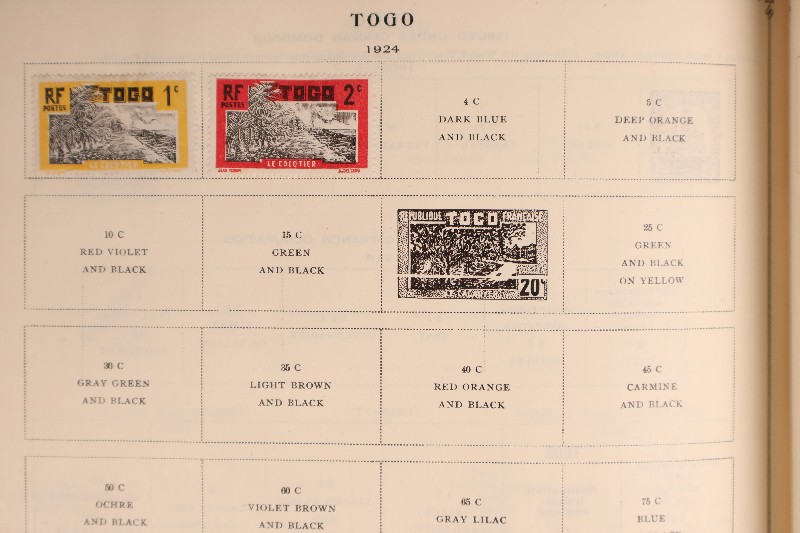 TOGO
1924
RF TOGO 1c
POSTES
LE COCOTIER
RF TOGO 2c
POSTES
LE COCOTIER
4 C
DARK BLUE
AND BLACK
5 C
DEEP ORANGE
AND BLACK
10 C
RED VIOLET
AND BLACK
15 C
GREEN
AND BLACK
REPUBLIQUE TOGO FRANÇAISE
20c
25 C
GREEN
AND BLACK
ON YELLOW
30 C
GRAY GREEN
AND BLACK
35 C
LIGHT BROWN
AND BLACK
40 C
RED ORANGE
AND BLACK
45 C
CARMINE
AND BLACK
50 C
OCHRE
AND BLACK
60 C
VIOLET BROWN
AND BLACK
65 C
GRAY LILAC
75 C
BLUE